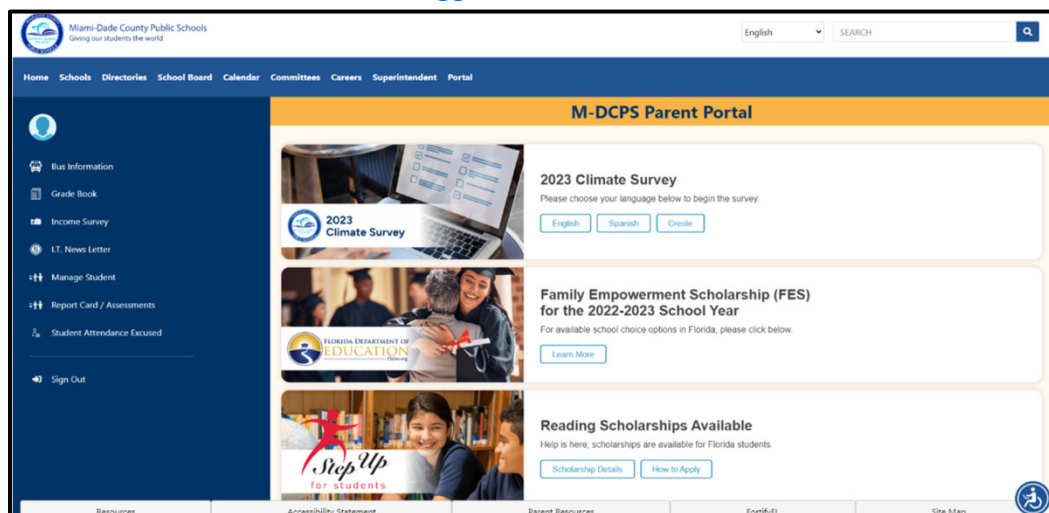 Miami-Dade County Public Schools
Giving our students the world
English
SEARCH
Home Schools Directories School Board Calendar Committees Careers Superintendent Portal
M-DCPS Parent Portal
Bus Information
Grade Book
Income Survey
I.T. News Letter
Manage Student
Report Card / Assessments
Student Attendance Excused
Sign Out
2023
Climate Survey
2023 Climate Survey
Please choose your language below to begin the survey.
English Spanish Creole
FLORIDA DEPARTMENT OF
EDUCATION
fldoe.org
Family Empowerment Scholarship (FES)
for the 2022-2023 School Year
For available school choice options in Florida, please click below.
Learn More
Step Up
for students
Reading Scholarships Available
Help is here; scholarships are available for Florida students.
Scholarship Details How to Apply
Resources Accessibility Statement Parent Resources FortifyFL Site Map